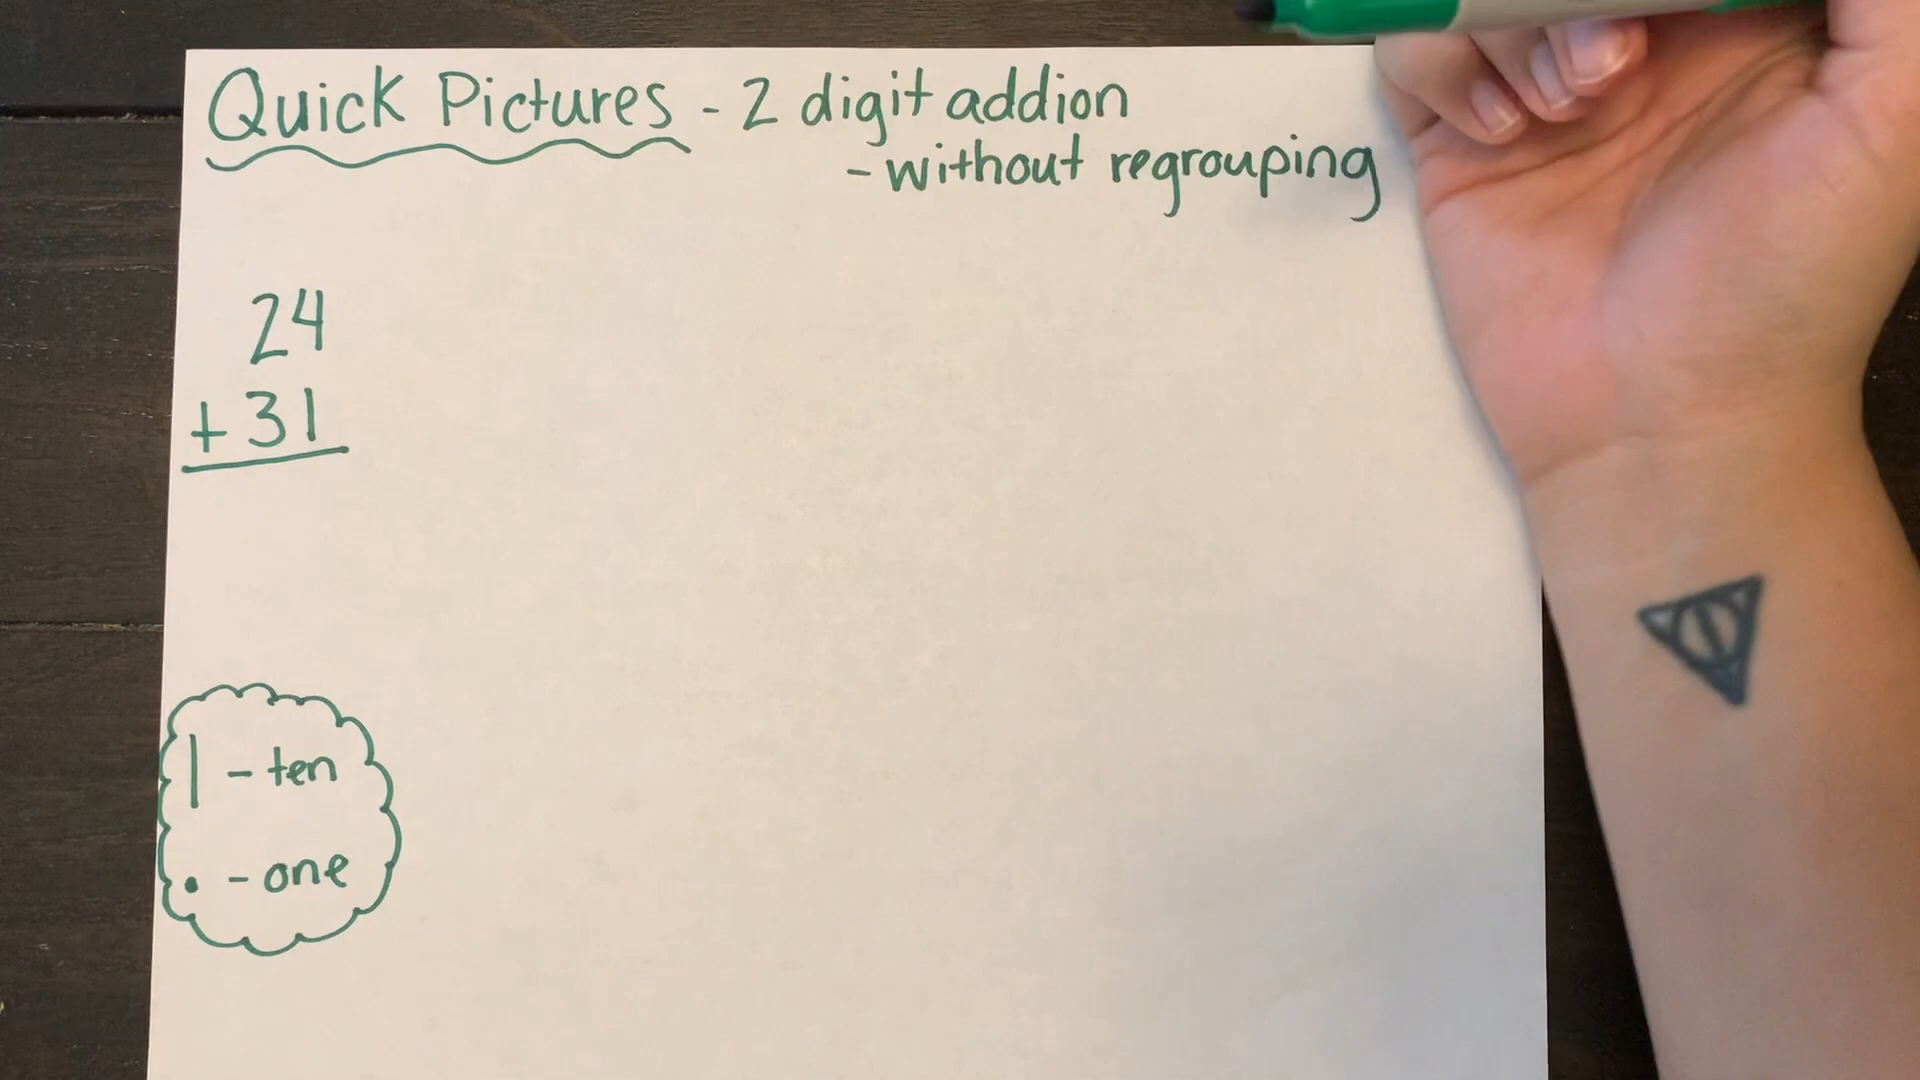 Quick Pictures - 2 digit addion
- without regrouping
24
+ 31
| - ten
• - one